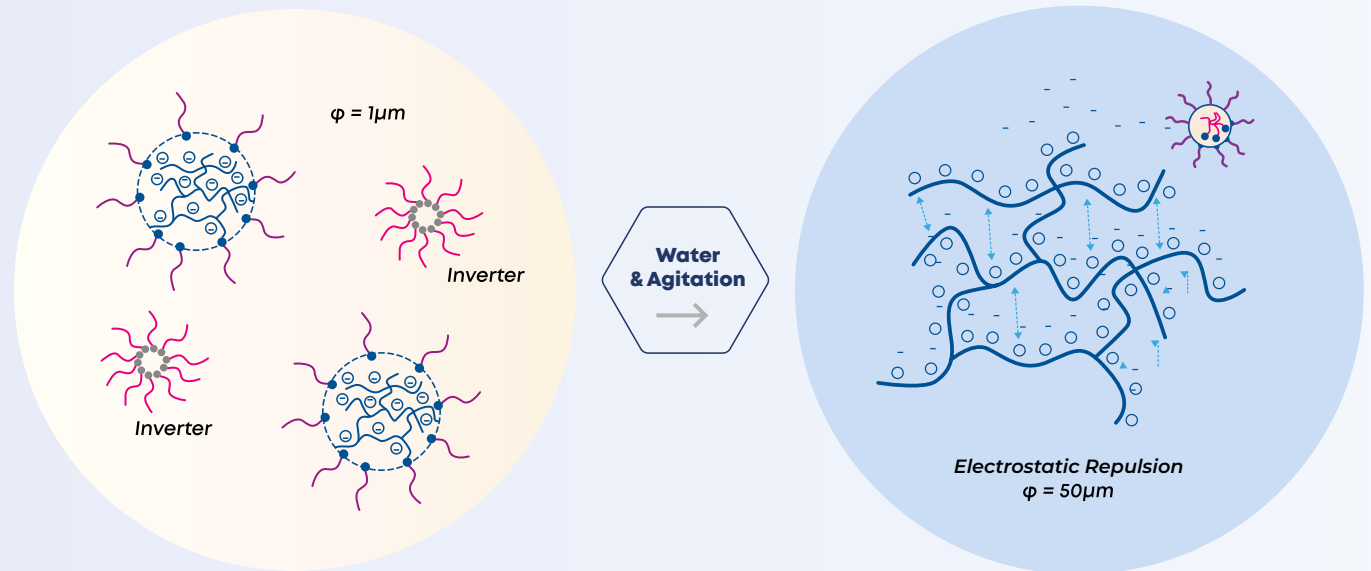 φ = 1µm
Inverter
Inverter
Water
& Agitation
Electrostatic Repulsion
φ = 50µm